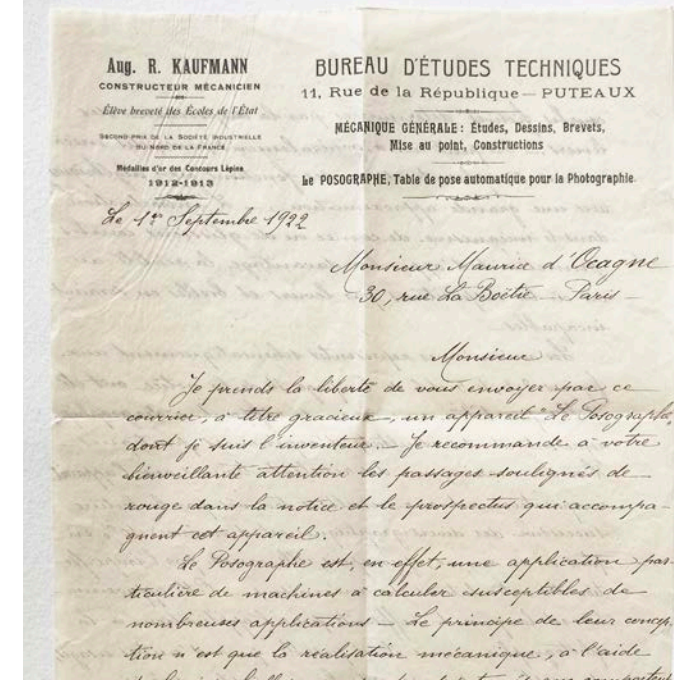 Aug. R. KAUFMANN
CONSTRUCTEUR MÉCANICIEN
Élève breveté des Écoles de l'État
SECOND PRIX DE LA SOCIÉTÉ INDUSTRIELLE
DU NORD DE LA FRANCE
Médailles d'or des Concours Lépine
1912-1913
BUREAU D'ÉTUDES TECHNIQUES
11, Rue de la République — PUTEAUX
MÉCANIQUE GÉNÉRALE : Études, Dessins, Brevets,
Mise au point, Constructions
Le POSOGRAPHE, Table de pose automatique pour la Photographie
Le 1er Septembre 1922
Monsieur Maurice d'Ocagne
30, rue La Boëtie Paris —
Monsieur
Je prends la liberté de vous envoyer par ce
courrier, à titre gracieux, un appareil "Le Posographe,
dont je suis l'inventeur. — Je recommande à votre
bienveillante attention les passages soulignés de
rouge dans la notice et le prospectus qui accompa-
gnent cet appareil.
Le Posographe est, en effet, une application par-
ticulière de machines à calculer susceptibles de
nombreuses applications — Le principe de leur concep-
tion n'est que la réalisation mécanique, à l'aide